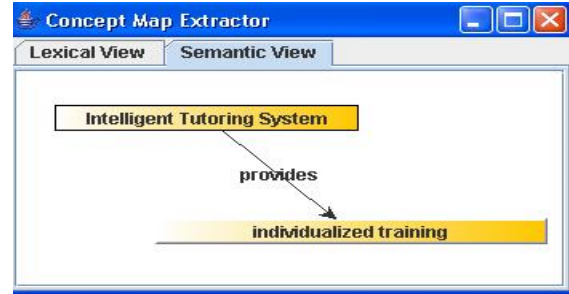 Concept Map Extractor
Lexical View Semantic View
Intelligent Tutoring System
provides
individualized training